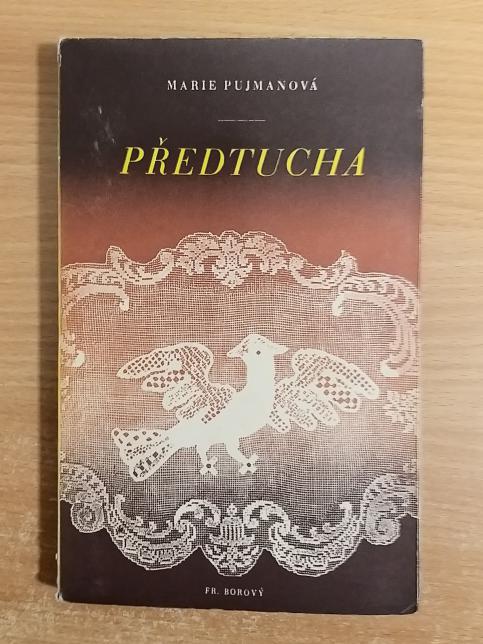 MARIE PUJMANOVÁ
PŘEDTUCHA
FR. BOROVÝ